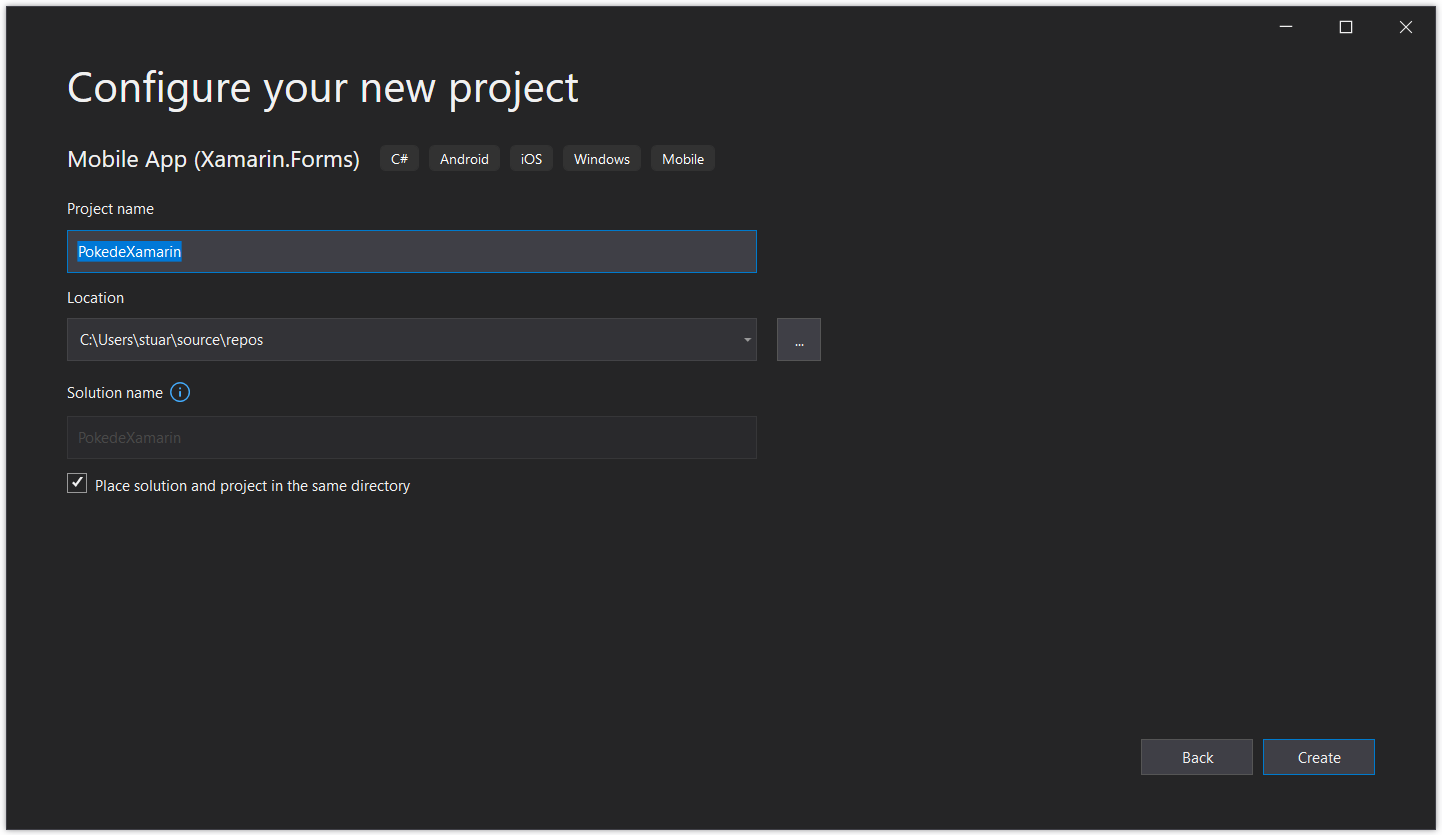 Configure your new project
Mobile App (Xamarin.Forms) C# Android iOS Windows Mobile
Project name
PokedeXamarin
Location
C:\Users\stuar\source\repos
...
Solution name
PokedeXamarin
Place solution and project in the same directory
Back Create